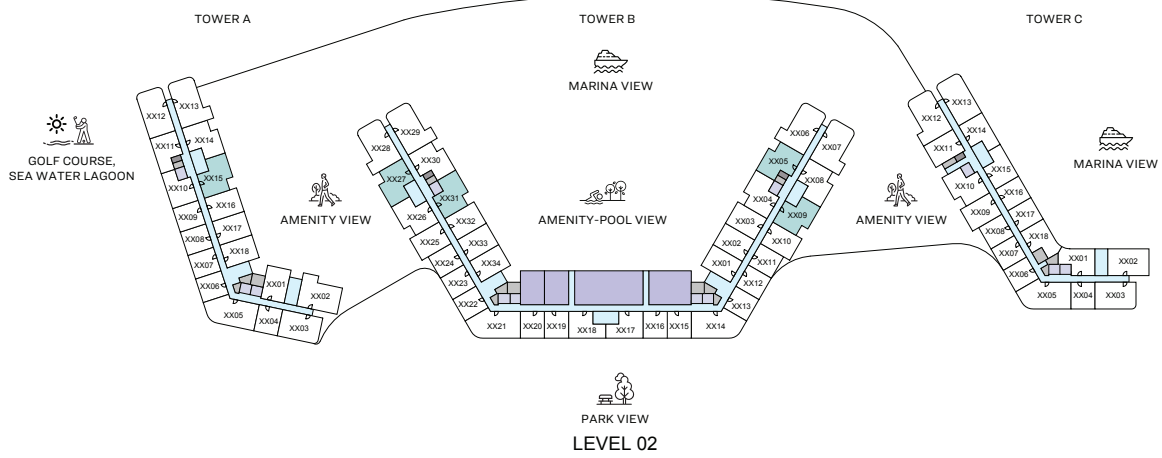 TOWER A
TOWER B
TOWER C
MARINA VIEW
GOLF COURSE,
SEA WATER LAGOON
AMENITY VIEW
AMENITY-POOL VIEW
AMENITY VIEW
MARINA VIEW
XX13
XX12
XX14
XX11
XX15
XX10
XX16
XX09
XX17
XX08
XX18
XX07
XX06
XX01
XX02
XX05
XX04
XX03
XX29
XX28
XX30
XX27
XX31
XX26
XX32
XX25
XX33
XX24
XX34
XX23
XX22
XX21
XX20
XX19
XX18
XX17
XX16
XX15
XX14
XX06
XX07
XX05
XX08
XX04
XX09
XX03
XX10
XX02
XX11
XX01
XX12
XX13
XX13
XX12
XX14
XX11
XX15
XX10
XX16
XX09
XX17
XX08
XX18
XX07
XX01
XX02
XX06
XX05
XX04
XX03
PARK VIEW
LEVEL 02